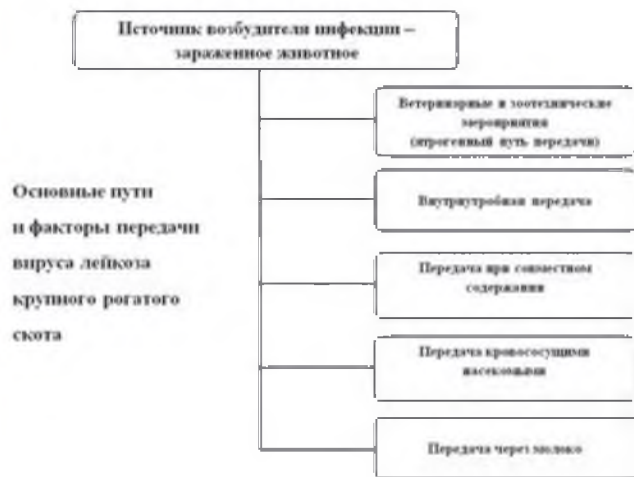 Источник возбудителя инфекции –
зараженное животное
Ветеринарные и зоотехнические
мероприятия
(ятрогенный путь передачи)
Внутриутробная передача
Основные пути
и факторы передачи
вируса лейкоза
крупного рогатого
скота
Передача при совместном
содержании
Передача кровососущими
насекомыми
Передача через молоко